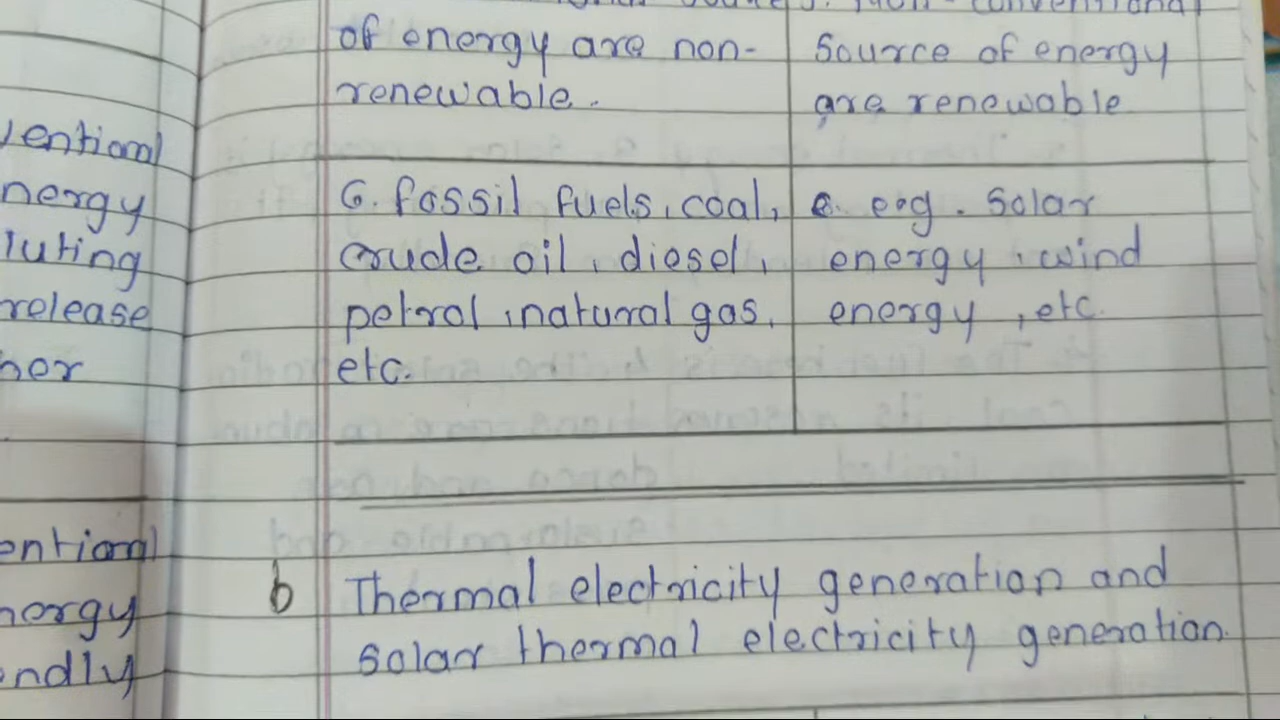 of energy are non-
renewable.
source of energy
are renewable
6. fossil fuels, coal,
crude oil, diesel,
petrol, natural gas,
etc.
e.g. solar
energy, wind
energy, etc.
nergy
luting
release
her
nergy
ndly
b Thermal electricity generation and
solar thermal electricity generation.